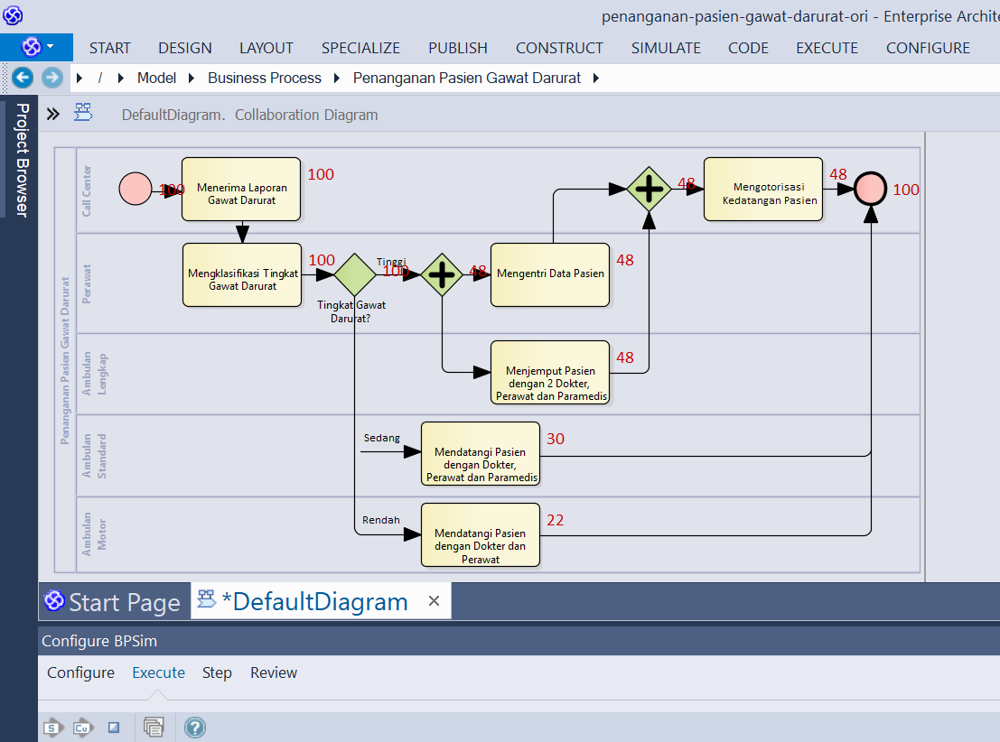 penanganan-pasien-gawat-darurat-ori - Enterprise Archite
START DESIGN LAYOUT SPECIALIZE PUBLISH CONSTRUCT SIMULATE CODE EXECUTE CONFIGURE
/ Model Business Process Penanganan Pasien Gawat Darurat
Project Browser
DefaultDiagram. Collaboration Diagram
Penanganan Pasien Gawat Darurat
Call Center
100
Menerima Laporan
Gawat Darurat
100
48
Mengotorisasi
Kedatangan Pasien
48
100
Perawat
Mengklasifikasi Tingkat
Gawat Darurat
100
Tingkat Gawat
Darurat?
Tinggi
100
48
Mengentri Data Pasien
48
Ambulan
Lengkap
Menjemput Pasien
dengan 2 Dokter,
Perawat dan Paramedis
48
Ambulan
Standard
Sedang
Mendatangi Pasien
dengan Dokter,
Perawat dan Paramedis
30
Ambulan
Motor
Rendah
Mendatangi Pasien
dengan Dokter dan
Perawat
22
Start Page *DefaultDiagram
Configure BPSim
Configure Execute Step Review
S Cu ?